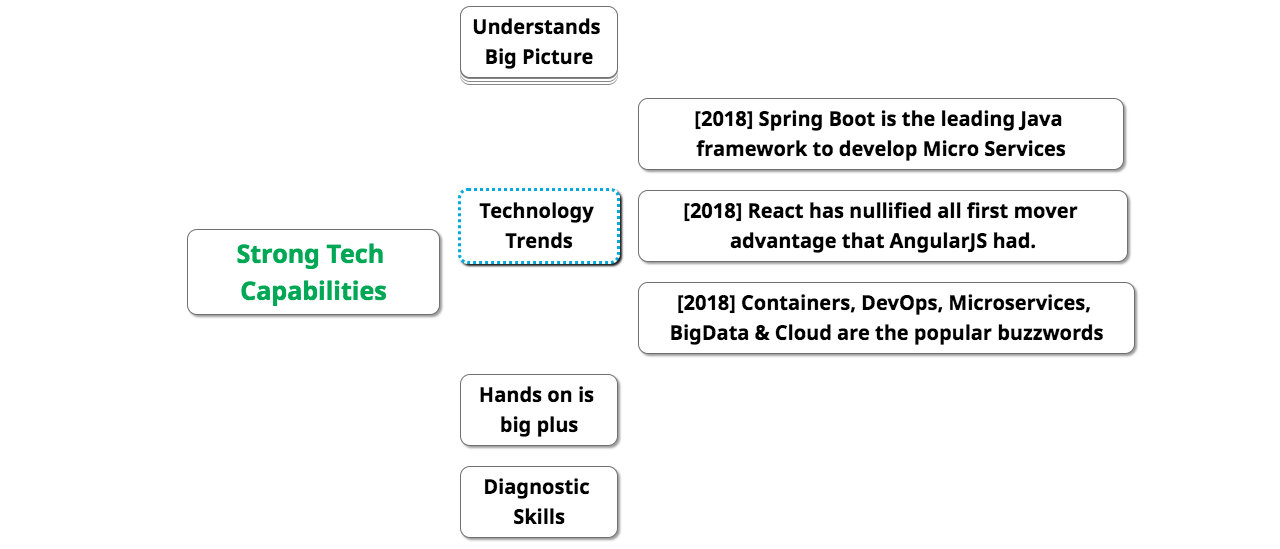 Understands
Big Picture
[2018] Spring Boot is the leading Java
framework to develop Micro Services
Technology
Trends
[2018] React has nullified all first mover
advantage that AngularJS had.
Strong Tech
Capabilities
[2018] Containers, DevOps, Microservices,
BigData & Cloud are the popular buzzwords
Hands on is
big plus
Diagnostic
Skills